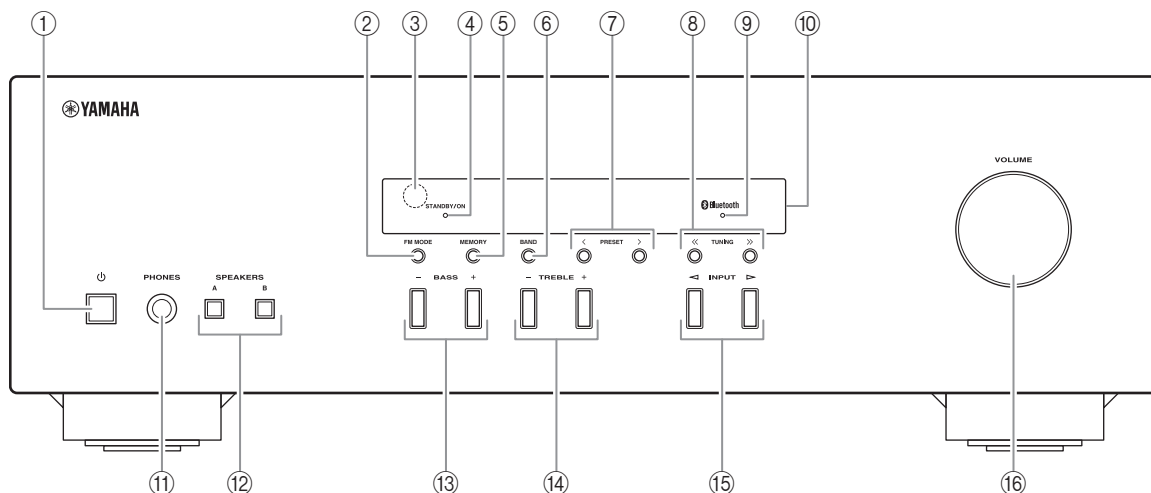 ① ② ③ ④ ⑤ ⑥ ⑦ ⑧ ⑨ ⑩
YAMAHA
VOLUME
STANDBY/ON
Bluetooth
FM MODE MEMORY BAND < PRESET > << TUNING >>
PHONES SPEAKERS − BASS + − TREBLE + ◁ INPUT ▷
A B
⑪ ⑫ ⑬ ⑭ ⑮ ⑯